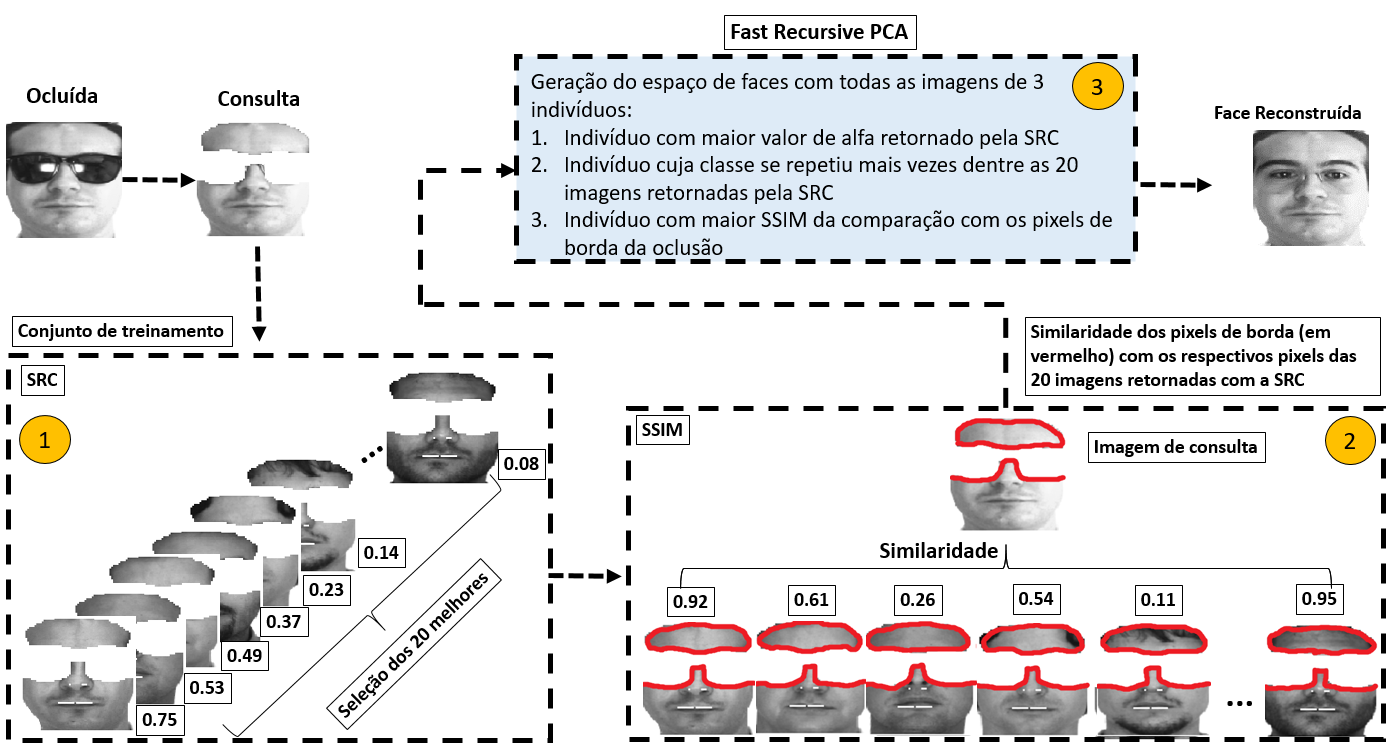 Fast Recursive PCA
Ocluída
Consulta
Geração do espaço de faces com todas as imagens de 3
indivíduos:
1. Indivíduo com maior valor de alfa retornado pela SRC
2. Indivíduo cuja classe se repetiu mais vezes dentre as 20
imagens retornadas pela SRC
3. Indivíduo com maior SSIM da comparação com os pixels de
borda da oclusão
3
Face Reconstruída
Conjunto de treinamento
SRC
1
0.08
0.14
0.23
0.37
0.49
0.53
0.75
Seleção dos 20 melhores
Similaridade dos pixels de borda (em
vermelho) com os respectivos pixels das
20 imagens retornadas com a SRC
SSIM
Imagem de consulta
2
Similaridade
0.92
0.61
0.26
0.54
0.11
0.95